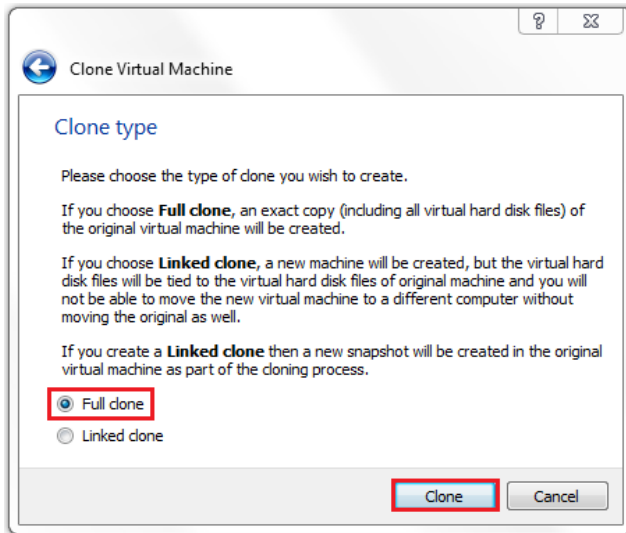 Clone Virtual Machine
Clone type
Please choose the type of clone you wish to create.
If you choose Full clone, an exact copy (including all virtual hard disk files) of
the original virtual machine will be created.
If you choose Linked clone, a new machine will be created, but the virtual hard
disk files will be tied to the virtual hard disk files of original machine and you will
not be able to move the new virtual machine to a different computer without
moving the original as well.
If you create a Linked clone then a new snapshot will be created in the original
virtual machine as part of the cloning process.
Full clone
Linked clone
Clone Cancel